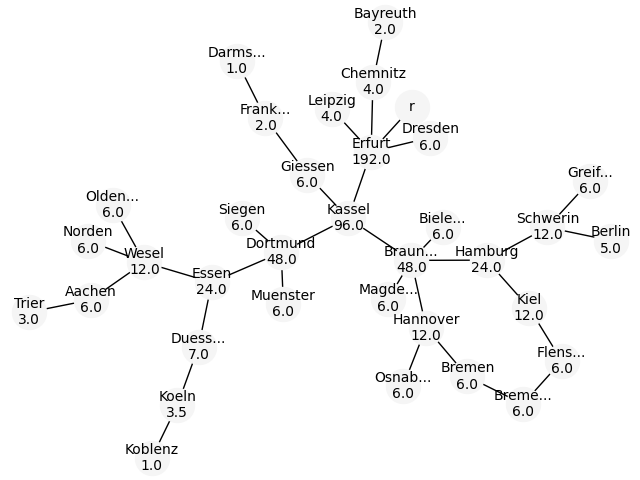 Bayreuth
2.0
Darms...
1.0
Chemnitz
4.0
Leipzig
4.0
r
Frank...
2.0
Dresden
6.0
Erfurt
192.0
Giessen
6.0
Greif...
6.0
Olden...
6.0
Siegen
6.0
Kassel
96.0
Biele...
6.0
Schwerin
12.0
Norden
6.0
Berlin
5.0
Wesel
12.0
Dortmund
48.0
Braun...
48.0
Hamburg
24.0
Essen
24.0
Aachen
6.0
Trier
3.0
Muenster
6.0
Magde...
6.0
Kiel
12.0
Hannover
12.0
Duess...
7.0
Flens...
6.0
Osnab...
6.0
Bremen
6.0
Koeln
3.5
Breme...
6.0
Koblenz
1.0